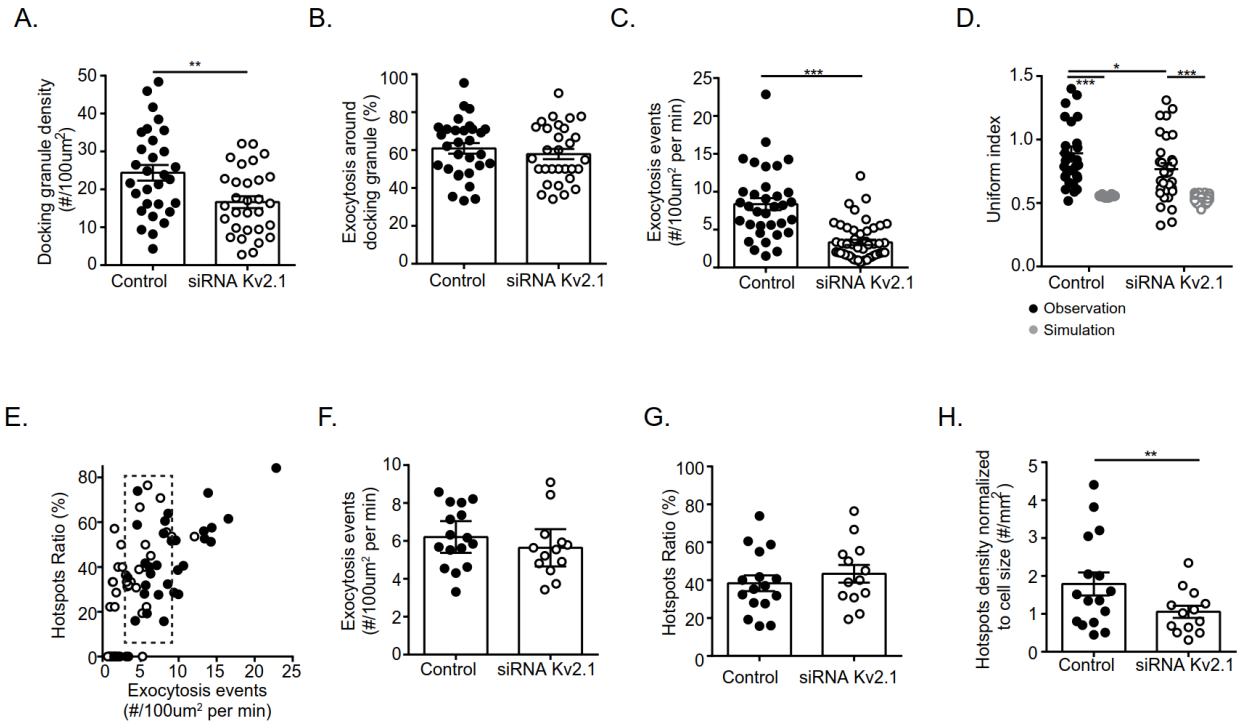 A.
Docking granule density
(#/100um²)
**
50
40
30
20
10
0
Control
siRNA Kv2.1
B.
Exocytosis around
docking granule (%)
100
80
60
40
20
0
Control
siRNA Kv2.1
C.
Exocytosis events
(#/100um² per min)
***
25
20
15
10
5
0
Control
siRNA Kv2.1
D.
Uniform index
*
***
***
1.5
1.0
0.5
0.0
Control
siRNA Kv2.1
Observation
Simulation
E.
Hotspots Ratio (%)
80
60
40
20
0
0
5
10
15
20
25
Exocytosis events
(#/100um² per min)
F.
Exocytosis events
(#/100um² per min)
10
8
6
4
2
0
Control
siRNA Kv2.1
G.
Hotspots Ratio (%)
100
80
60
40
20
0
Control
siRNA Kv2.1
H.
Hotspots density normalized
to cell size (#/mm²)
**
5
4
3
2
1
0
Control
siRNA Kv2.1